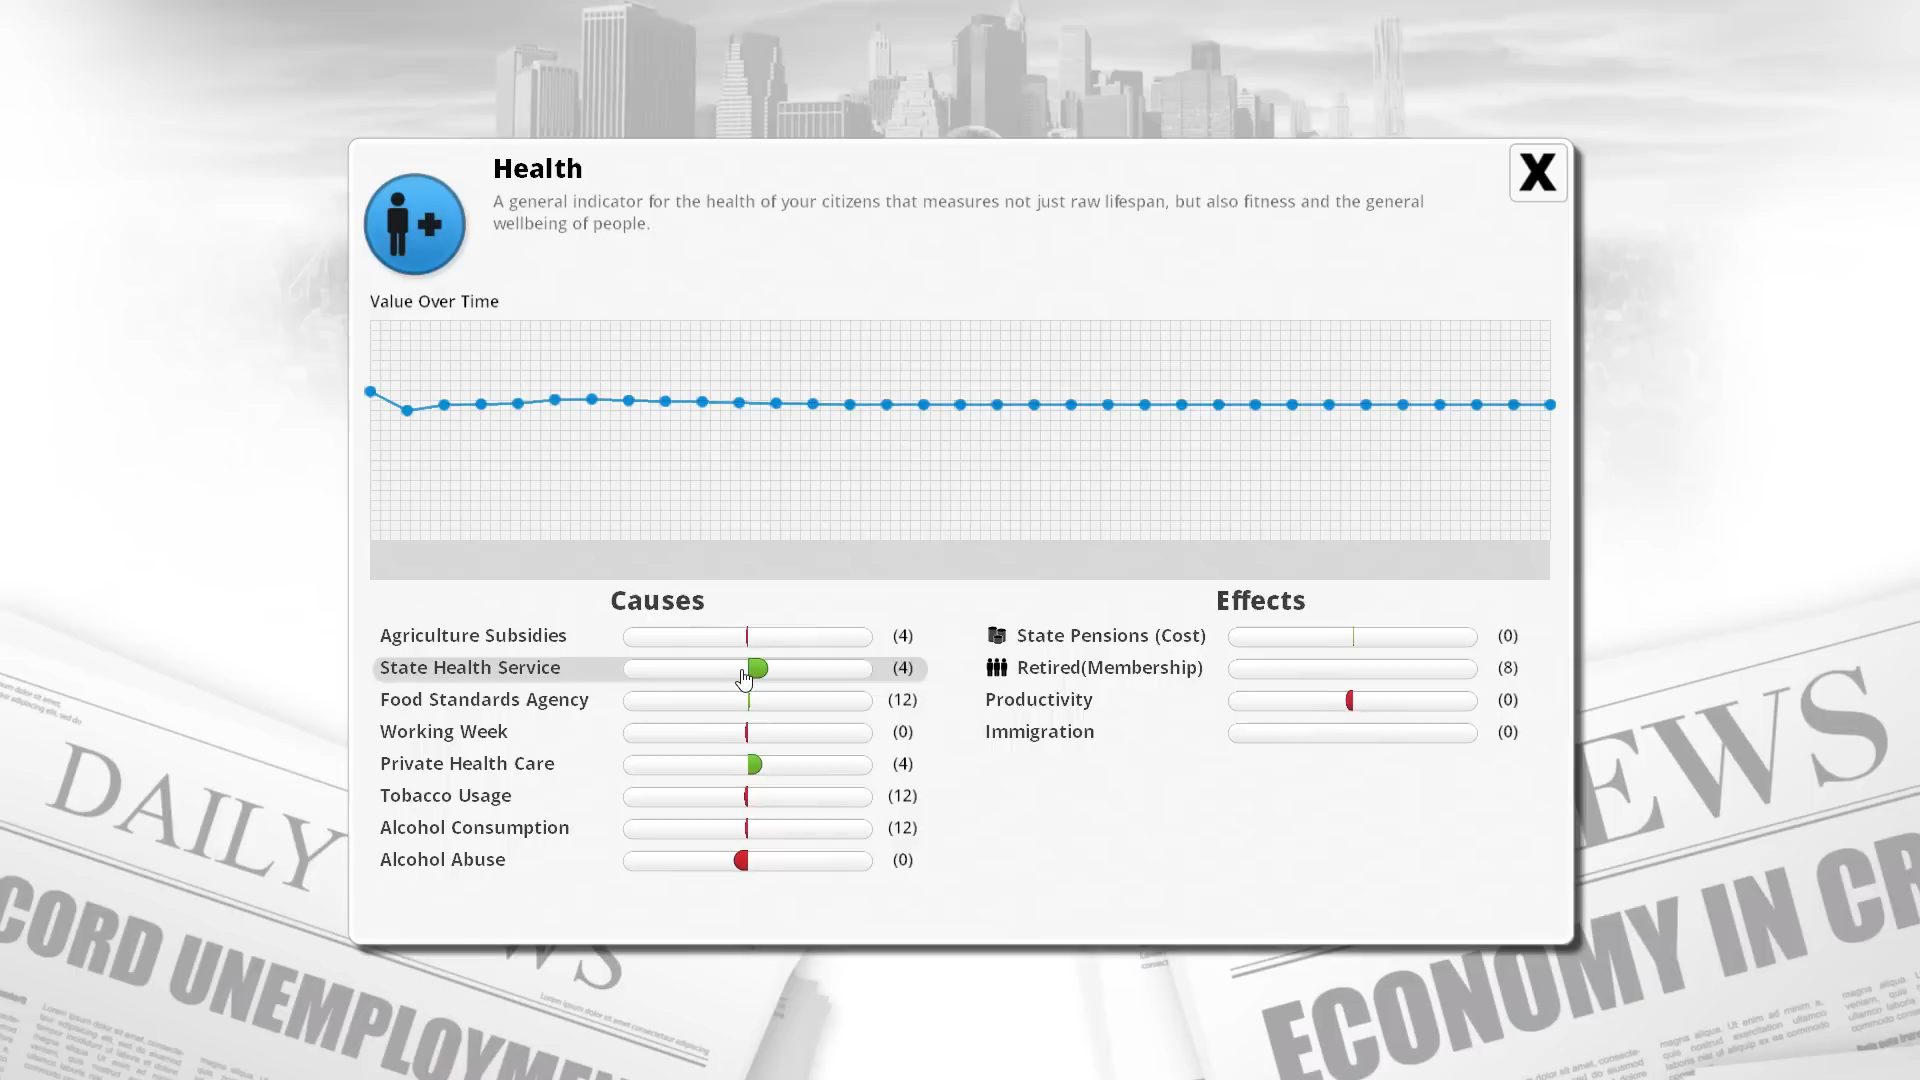 Health
X
A general indicator for the health of your citizens that measures not just raw lifespan, but also fitness and the general
wellbeing of people.
Value Over Time
Causes
Agriculture Subsidies (4)
State Health Service (4)
Food Standards Agency (12)
Working Week (0)
Private Health Care (4)
Tobacco Usage (12)
Alcohol Consumption (12)
Alcohol Abuse (0)
Effects
State Pensions (Cost) (0)
Retired(Membership) (8)
Productivity (0)
Immigration (0)
DAILY
WS
CORD UNEMPLOYME
EWS
ECONOMY IN CR